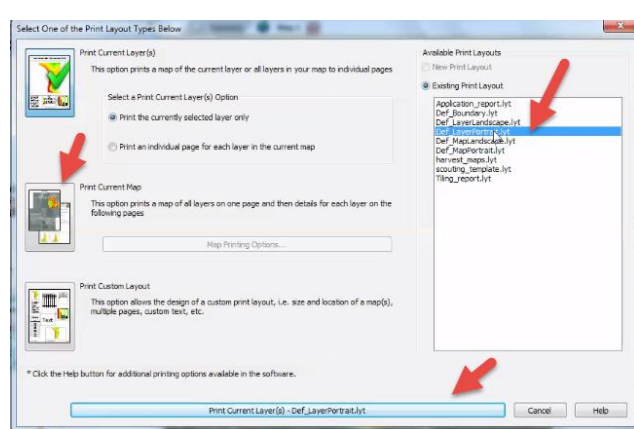 Select One of the Print Layout Types Below
Print Current Layer(s)
This option prints a map of the current layer or all layers in your map to individual pages
Select a Print Current Layer(s) Option
Print the currently selected layer only
Print an individual page for each layer in the current map
Print Current Map
This option prints a map of all layers on one page and then details for each layer on the
following pages
Map Printing Options...
Print Custom Layout
This option allows the design of a custom print layout, i.e. size and location of a map(s),
multiple pages, custom text, etc.
Text
* Click the Help button for additional printing options available in the software.
Available Print Layouts
New Print Layout
Existing Print Layout
Application_report.lyt
Def_Boundary.lyt
Def_LayerLandscape.lyt
Def_LayerPortrait.lyt
Def_MapLandscape.lyt
Def_MapPortrait.lyt
harvest_maps.lyt
scouting_template.lyt
Tiling_report.lyt
Print Current Layer(s) - Def_LayerPortrait.lyt
Cancel
Help